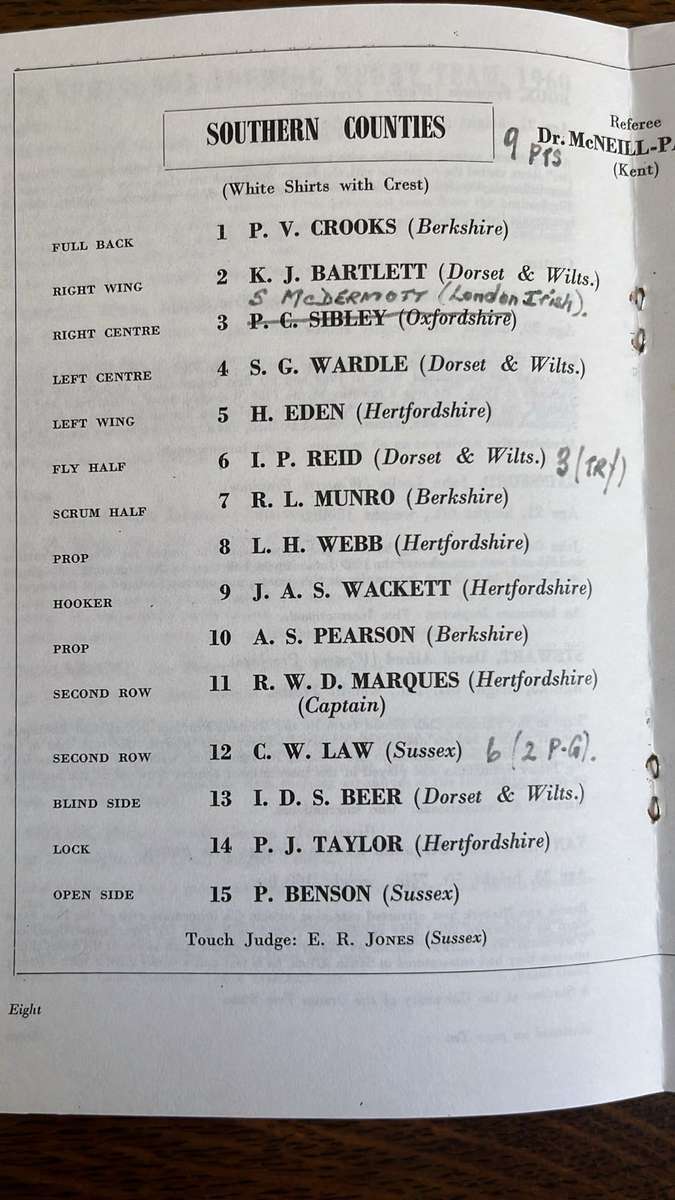 SOUTHERN COUNTIES
9 PTS
Referee
Dr. McNEILL-PA
(Kent)
(White Shirts with Crest)
FULL BACK 1 P. V. CROOKS (Berkshire)
RIGHT WING 2 K. J. BARTLETT (Dorset & Wilts.)
S McDERMOTT (London Irish).
RIGHT CENTRE 3 P. C. SIBLEY (Oxfordshire)
LEFT CENTRE 4 S. G. WARDLE (Dorset & Wilts.)
LEFT WING 5 H. EDEN (Hertfordshire)
FLY HALF 6 I. P. REID (Dorset & Wilts.) 3 (TRY)
SCRUM HALF 7 R. L. MUNRO (Berkshire)
PROP 8 L. H. WEBB (Hertfordshire)
HOOKER 9 J. A. S. WACKETT (Hertfordshire)
PROP 10 A. S. PEARSON (Berkshire)
SECOND ROW 11 R. W. D. MARQUES (Hertfordshire)
(Captain)
SECOND ROW 12 C. W. LAW (Sussex) 6 (2 P-G).
BLIND SIDE 13 I. D. S. BEER (Dorset & Wilts.)
LOCK 14 P. J. TAYLOR (Hertfordshire)
OPEN SIDE 15 P. BENSON (Sussex)
Touch Judge: E. R. JONES (Sussex)
Eight